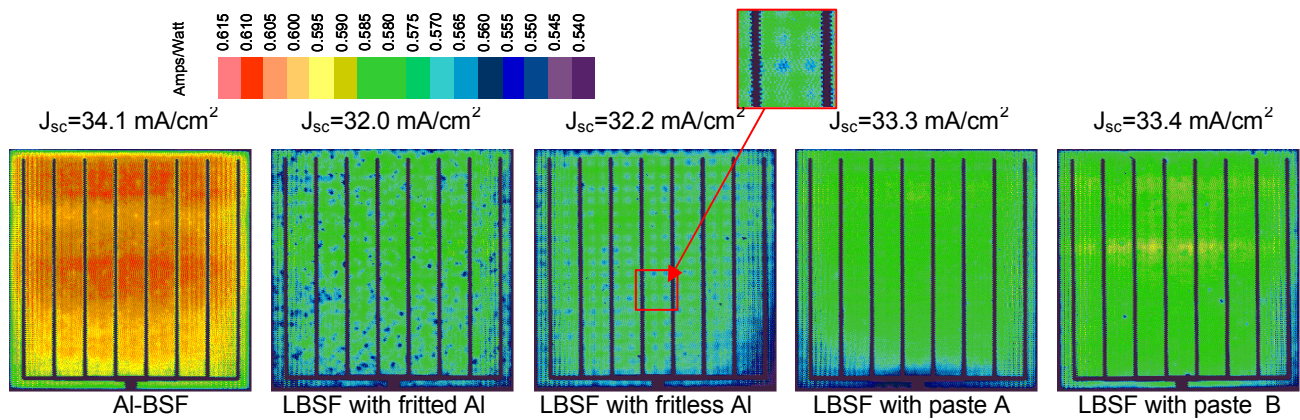 Amps/Watt
0.615
0.610
0.605
0.600
0.595
0.590
0.585
0.580
0.575
0.570
0.565
0.560
0.555
0.550
0.545
0.540
Jsc=34.1 mA/cm2
Jsc=32.0 mA/cm2
Jsc=32.2 mA/cm2
Jsc=33.3 mA/cm2
Jsc=33.4 mA/cm2
Al-BSF
LBSF with fritted Al
LBSF with fritless Al
LBSF with paste A
LBSF with paste B